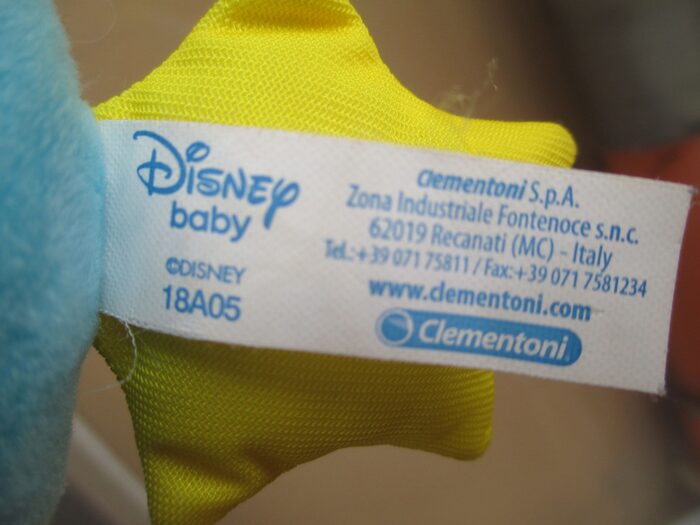 Disney
baby
©DISNEY
18A05
Clementoni S.p.A.
Zona Industriale Fontenoce s.n.c.
62019 Recanati (MC) - Italy
Tel.:+39 071 75811 / Fax:+39 071 7581234
www.clementoni.com
Clementoni